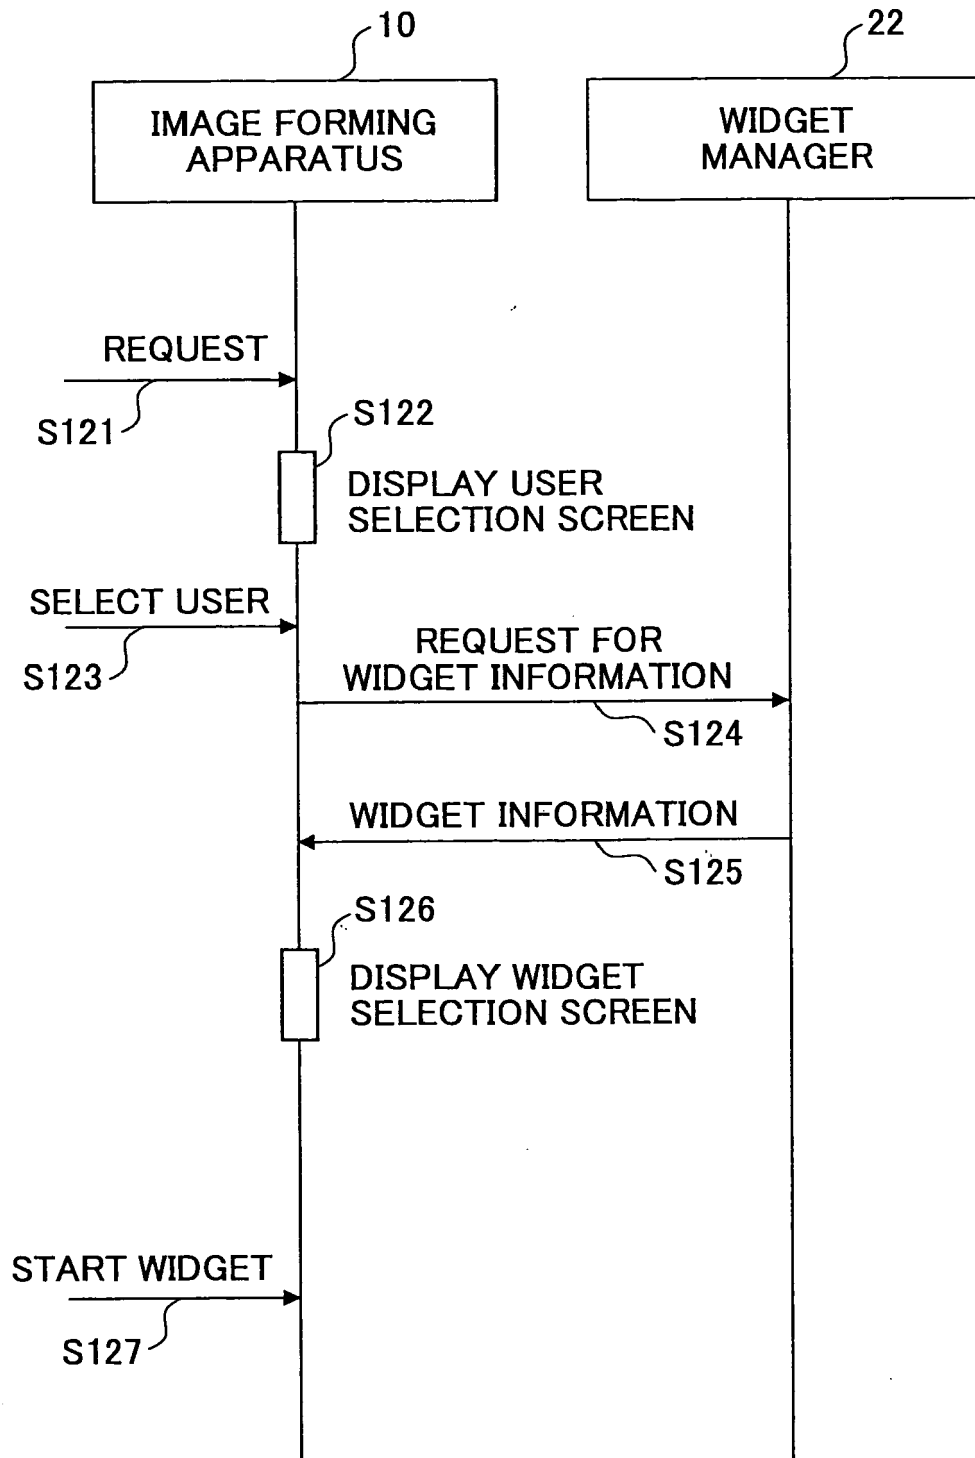 10
22
IMAGE FORMING
APPARATUS
WIDGET
MANAGER
REQUEST
S121
S122
DISPLAY USER
SELECTION SCREEN
SELECT USER
S123
REQUEST FOR
WIDGET INFORMATION
S124
WIDGET INFORMATION
S125
S126
DISPLAY WIDGET
SELECTION SCREEN
START WIDGET
S127